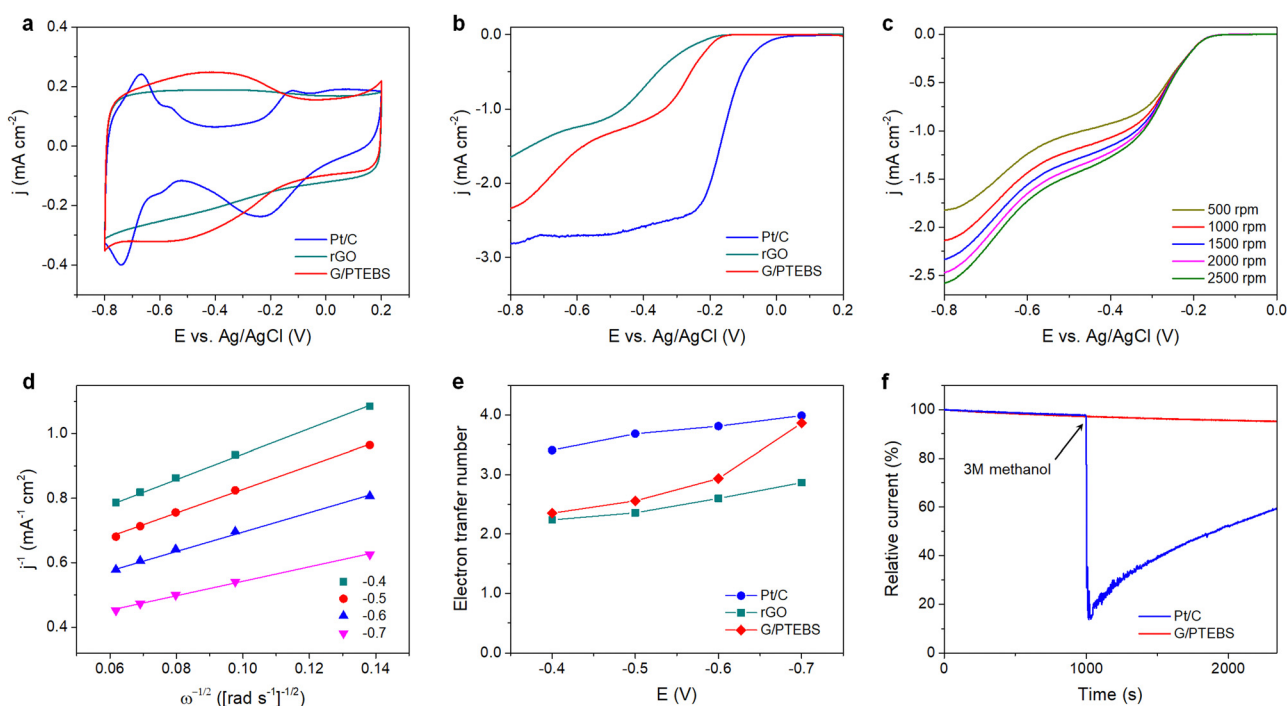 a
0.4
0.2
0.0
-0.2
-0.4
j (mA cm⁻²)
Pt/C
rGO
G/PTEBS
-0.8 -0.6 -0.4 -0.2 0.0 0.2
E vs. Ag/AgCl (V)
b
0.0
-1.0
-2.0
-3.0
j (mA cm⁻²)
Pt/C
rGO
G/PTEBS
-0.8 -0.6 -0.4 -0.2 0.0 0.2
E vs. Ag/AgCl (V)
c
0.0
-0.5
-1.0
-1.5
-2.0
-2.5
j (mA cm⁻²)
500 rpm
1000 rpm
1500 rpm
2000 rpm
2500 rpm
-0.8 -0.6 -0.4 -0.2 0.0
E vs. Ag/AgCl (V)
d
1.0
0.8
0.6
0.4
j⁻¹ (mA⁻¹ cm²)
-0.4
-0.5
-0.6
-0.7
0.06 0.08 0.10 0.12 0.14
ω⁻¹/² ([rad s⁻¹]⁻¹/²)
e
4.0
3.0
2.0
1.0
0.0
Electron tranfer number
Pt/C
rGO
G/PTEBS
-0.4 -0.5 -0.6 -0.7
E (V)
f
100
80
60
40
20
0
Relative current (%)
3M methanol
Pt/C
G/PTEBS
0 1000 2000
Time (s)